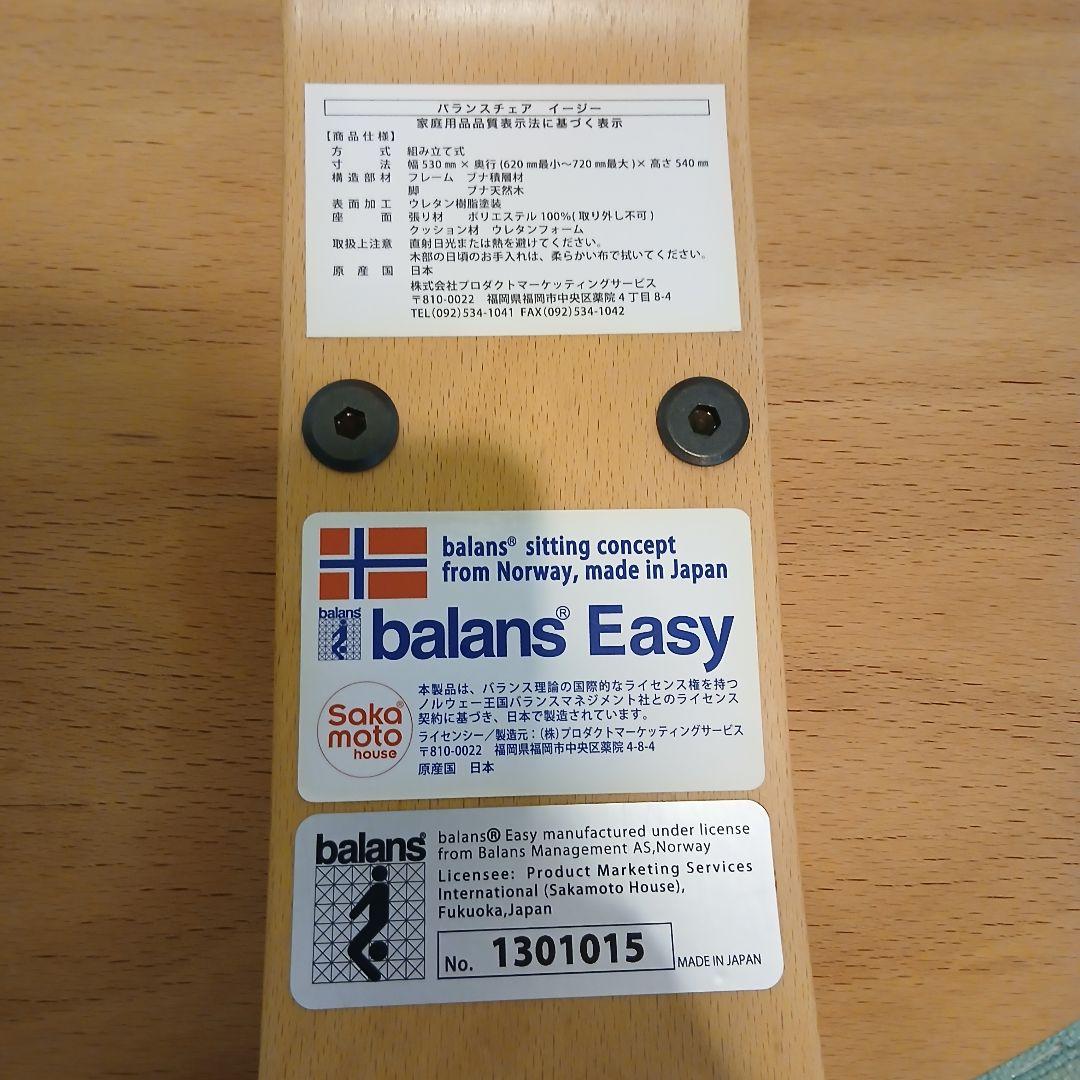 バランスチェア イージー
家庭用品品質表示法に基づく表示
【商品仕様】
方 式 組み立て式
寸 法 幅 530 ㎜ × 奥行 (620 ㎜最小～720 ㎜最大 )× 高さ 540 ㎜
構造部材 フレーム ブナ積層材
脚 ブナ天然木
表面加工 ウレタン樹脂塗装
座 面 張り材 ポリエステル 100%( 取り外し不可 )
クッション材 ウレタンフォーム
取扱上注意 直射日光または熱を避けてください。
木部の日頃のお手入れは、柔らかい布で拭いてください。
原 産 国 日本
株式会社プロダクトマーケッティングサービス
〒810-0022 福岡県福岡市中央区薬院 4 丁目 8-4
TEL(092)534-1041 FAX(092)534-1042
balans® sitting concept
from Norway, made in Japan
balans®
balans® Easy
Saka®
moto
house
本製品は、バランス理論の国際的なライセンス権を持つ
ノルウェー王国バランスマネジメント社とのライセンス
契約に基づき、日本で製造されています。
ライセンシー／製造元：（株）プロダクトマーケッティングサービス
〒810-0022 福岡県福岡市中央区薬院 4-8-4
原産国 日本
balans®
balans® Easy manufactured under license
from Balans Management AS,Norway
Licensee: Product Marketing Services
International (Sakamoto House),
Fukuoka,Japan
No. 1301015
MADE IN JAPAN